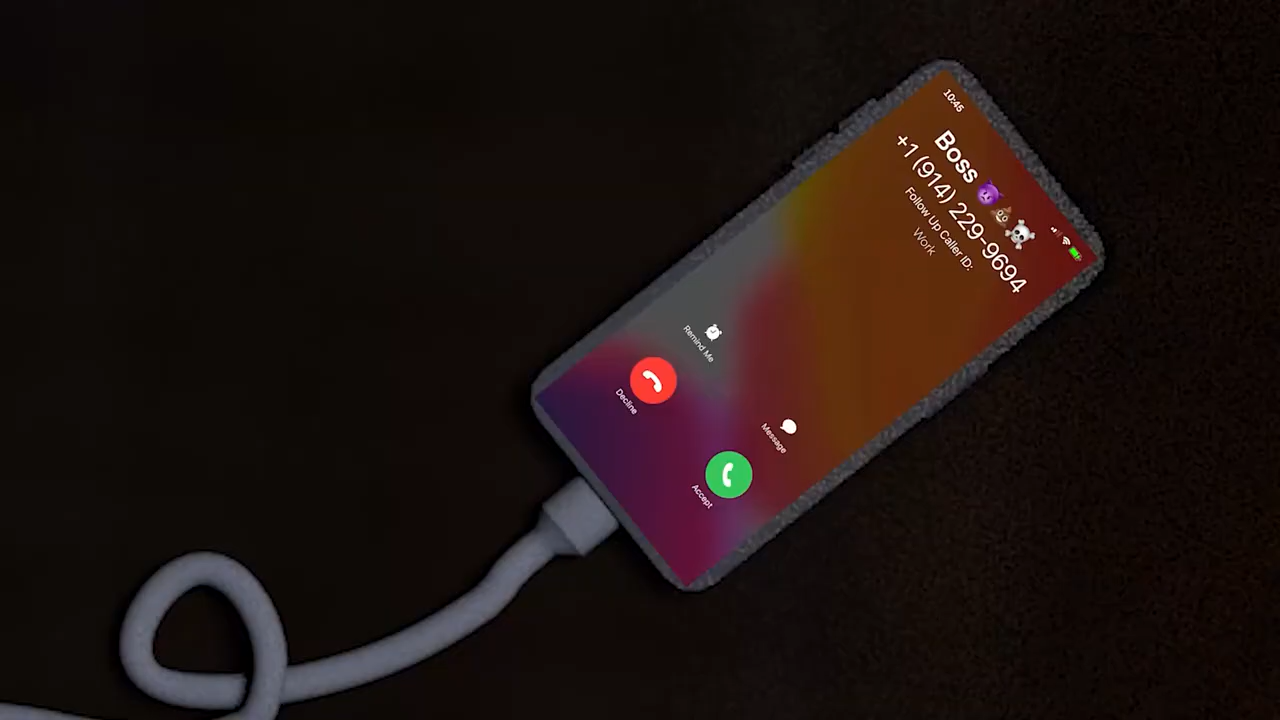 10:45
Boss 😈💩☠️
+1 (914) 229-9694
Follow Up Caller ID:
Work
Remind Me
Message
Decline
Accept